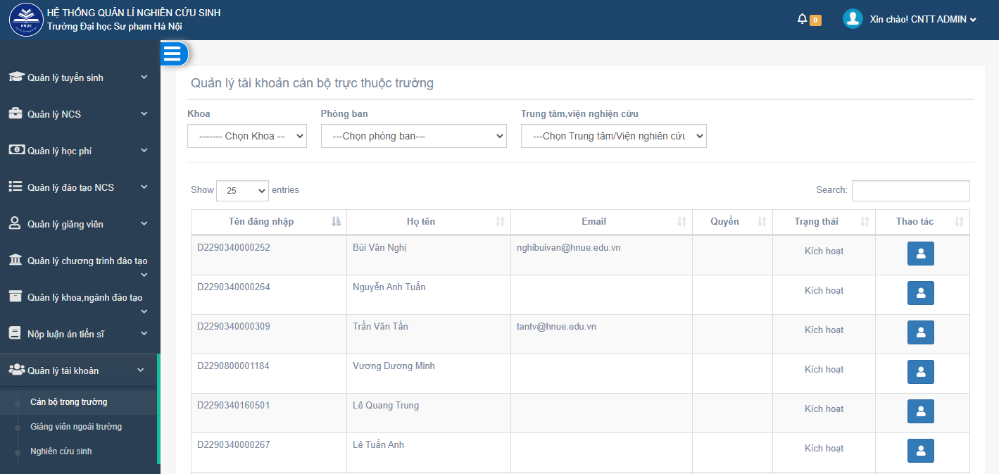 HỆ THỐNG QUẢN LÍ NGHIÊN CỨU SINH
Trường Đại học Sư phạm Hà Nội
HNUE
0
Xin chào! CNTT ADMIN
Quản lý tuyển sinh
Quản lý NCS
Quản lý học phí
Quản lý đào tạo NCS
Quản lý giảng viên
Quản lý chương trình đào tạo
Quản lý khoa,ngành đào tạo
Nộp luận án tiến sĩ
Quản lý tài khoản
Cán bộ trong trường
Giảng viên ngoài trường
Nghiên cứu sinh
Quản lý tài khoản cán bộ trực thuộc trường
Khoa Phòng ban Trung tâm,viện nghiện cứu
------- Chọn Khoa --- ---Chọn phòng ban--- ---Chọn Trung tâm/Viện nghiên cứu
Show 25 entries Search:
Tên đăng nhập Họ tên Email Quyền Trạng thái Thao tác
D2290340000252 Bùi Văn Nghị nghibuivan@hnue.edu.vn Kích hoạt
D2290340000264 Nguyễn Anh Tuấn Kích hoạt
D2290340000309 Trần Văn Tấn tantv@hnue.edu.vn Kích hoạt
D2290800001184 Vương Dương Minh Kích hoạt
D2290340160501 Lê Quang Trung Kích hoạt
D2290340000267 Lê Tuấn Anh Kích hoạt